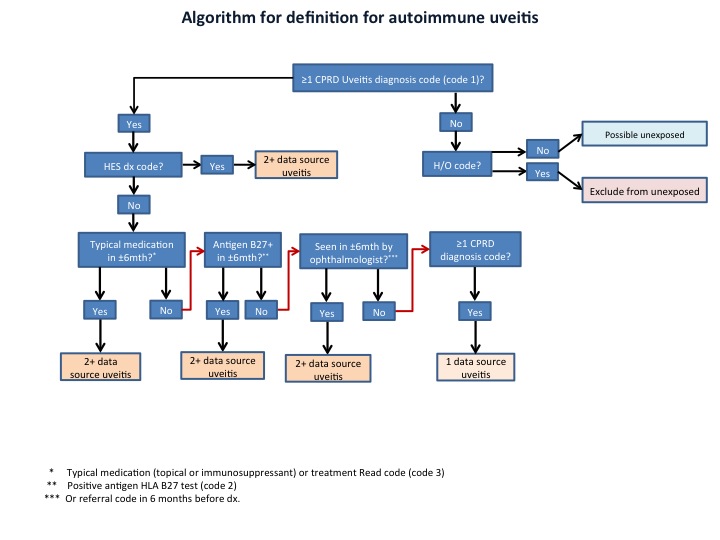 Algorithm for definition for autoimmune uveitis
≥1 CPRD Uveitis diagnosis code (code 1)?
Yes
No
No
Possible unexposed
HES dx code?
Yes
2+ data source
uveitis
H/O code?
Yes
Exclude from unexposed
No
Typical medication
in ±6mth?*
Antigen B27+
in ±6mth?**
Seen in ±6mth by
ophthalmologist?***
≥1 CPRD
diagnosis code?
Yes
No
Yes
No
Yes
No
Yes
2+ data
source uveitis
2+ data source
uveitis
2+ data source
uveitis
1 data source
uveitis
* Typical medication (topical or immunosuppressant) or treatment Read code (code 3)
** Positive antigen HLA B27 test (code 2)
*** Or referral code in 6 months before dx.